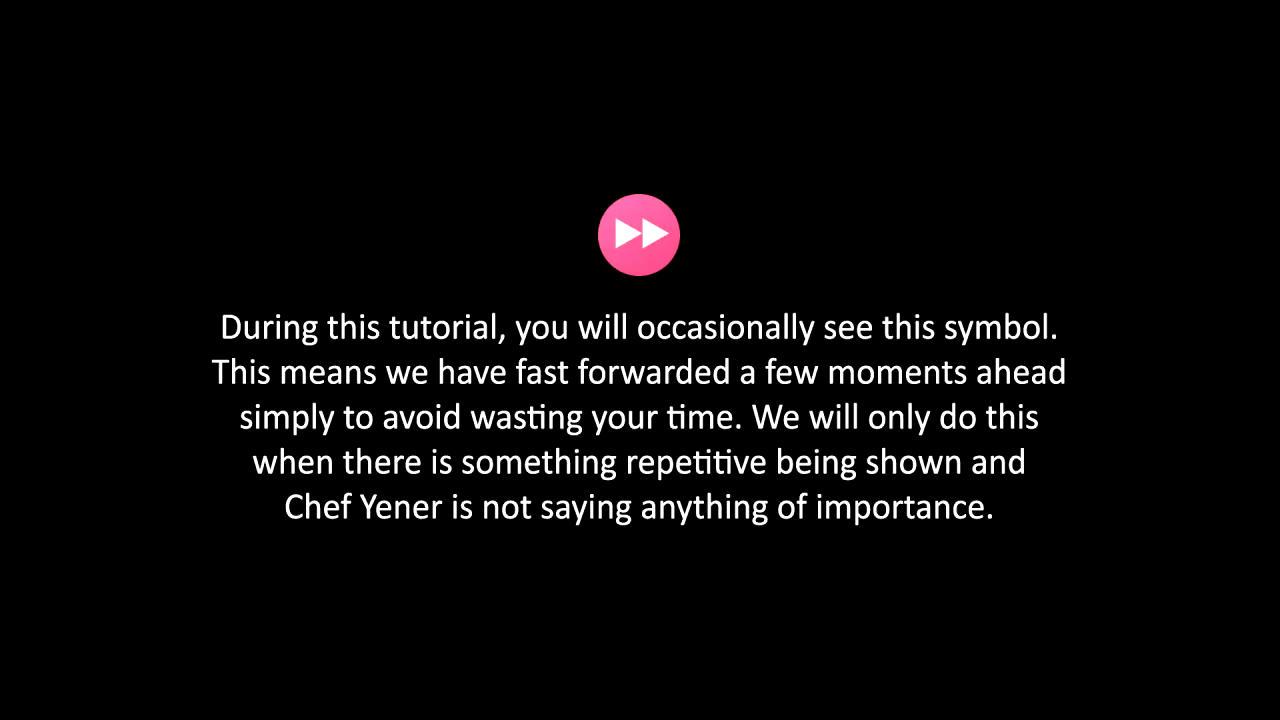 During this tutorial, you will occasionally see this symbol.
This means we have fast forwarded a few moments ahead
simply to avoid wasting your time. We will only do this
when there is something repetitive being shown and
Chef Yener is not saying anything of importance.